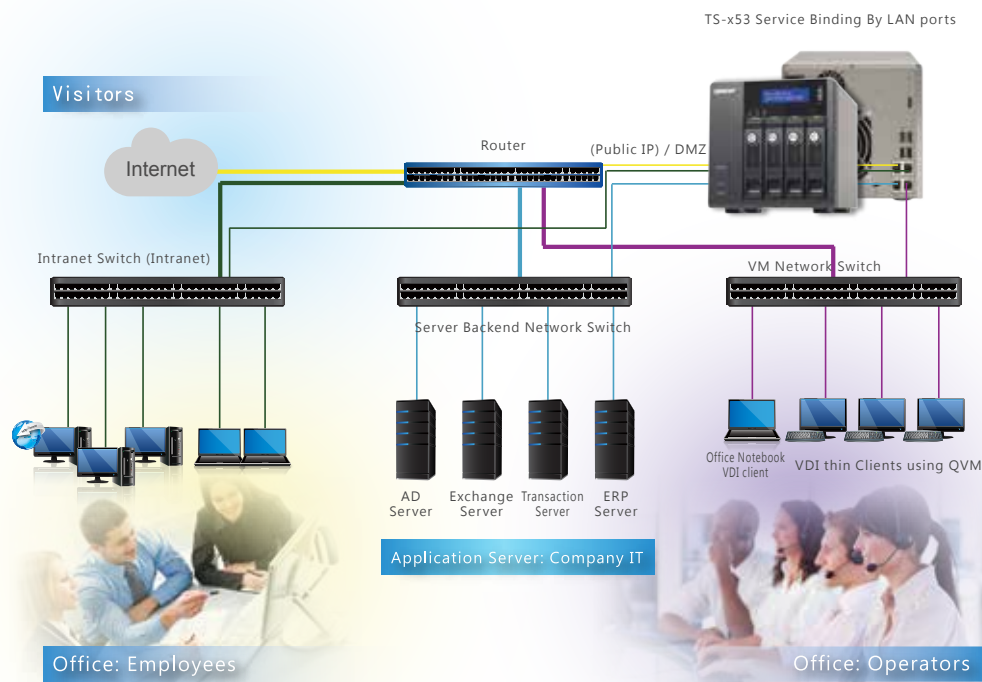 TS-x53 Service Binding By LAN ports
Visitors
Internet
Router
(Public IP) / DMZ
Intranet Switch (Intranet)
VM Network Switch
Server Backend Network Switch
Office Notebook
VDI client
VDI thin Clients using QVM
AD
Server
Exchange
Server
Transaction
Server
ERP
Server
Application Server: Company IT
Office: Employees
Office: Operators